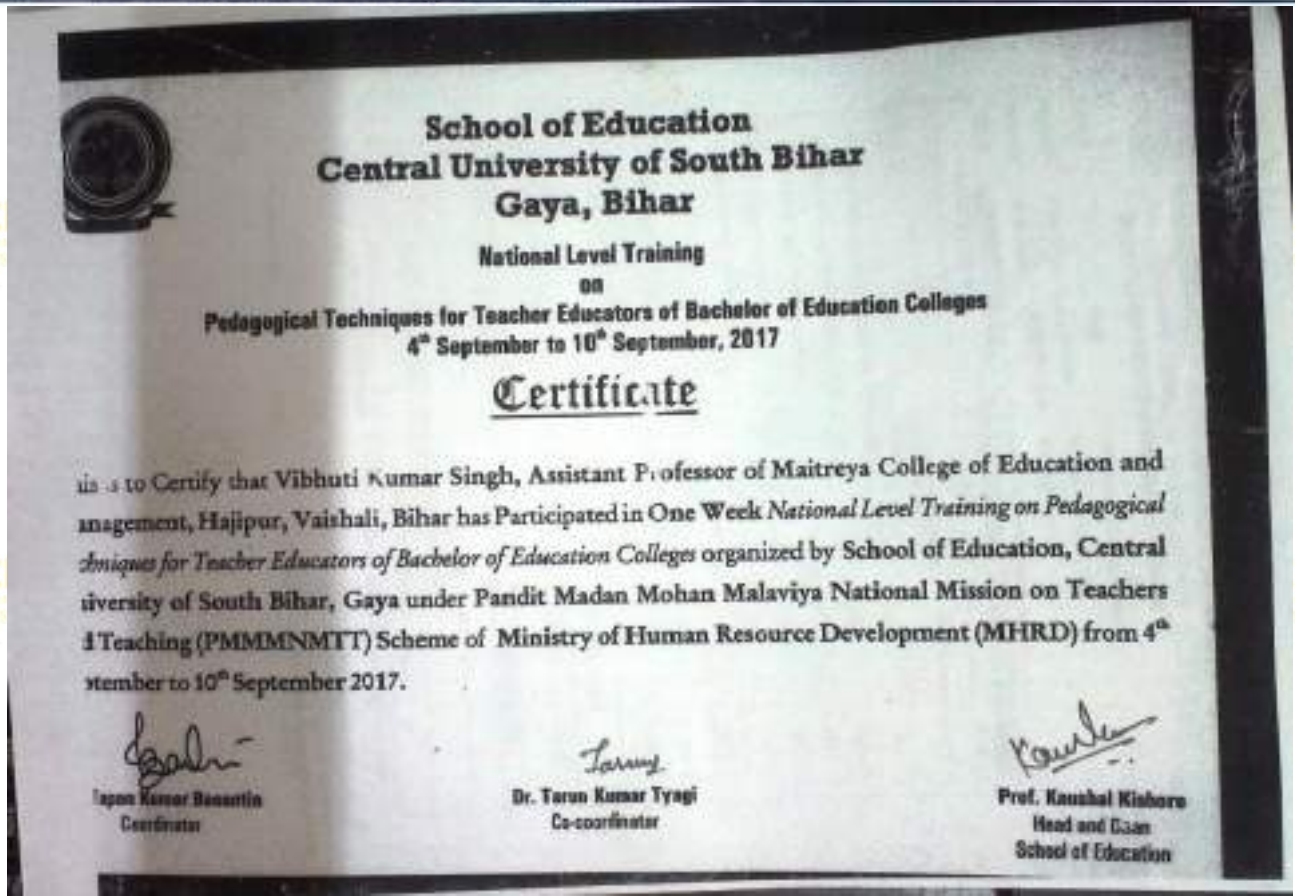 School of Education
Central University of South Bihar
Gaya, Bihar
National Level Training
on
Pedagogical Techniques for Teacher Educators of Bachelor of Education Colleges
4th September to 10th September, 2017
Certificate
to Certify that Vibhuti Kumar Singh, Assistant Professor of Maitreya College of Education and
anagement, Hajipur, Vaishali, Bihar has Participated in One Week National Level Training on Pedagogical
chniques for Teacher Educators of Bachelor of Education Colleges organized by School of Education, Central
iversity of South Bihar, Gaya under Pandit Madan Mohan Malaviya National Mission on Teachers
d Teaching (PMMMNMTT) Scheme of Ministry of Human Resource Development (MHRD) from 4th
tember to 10th September 2017.
Kumar
Coordinator
Tarun
Dr. Tarun Kumar Tyagi
Co-coordinator
Prof. Kaushal Kishore
Head and Dean
School of Education